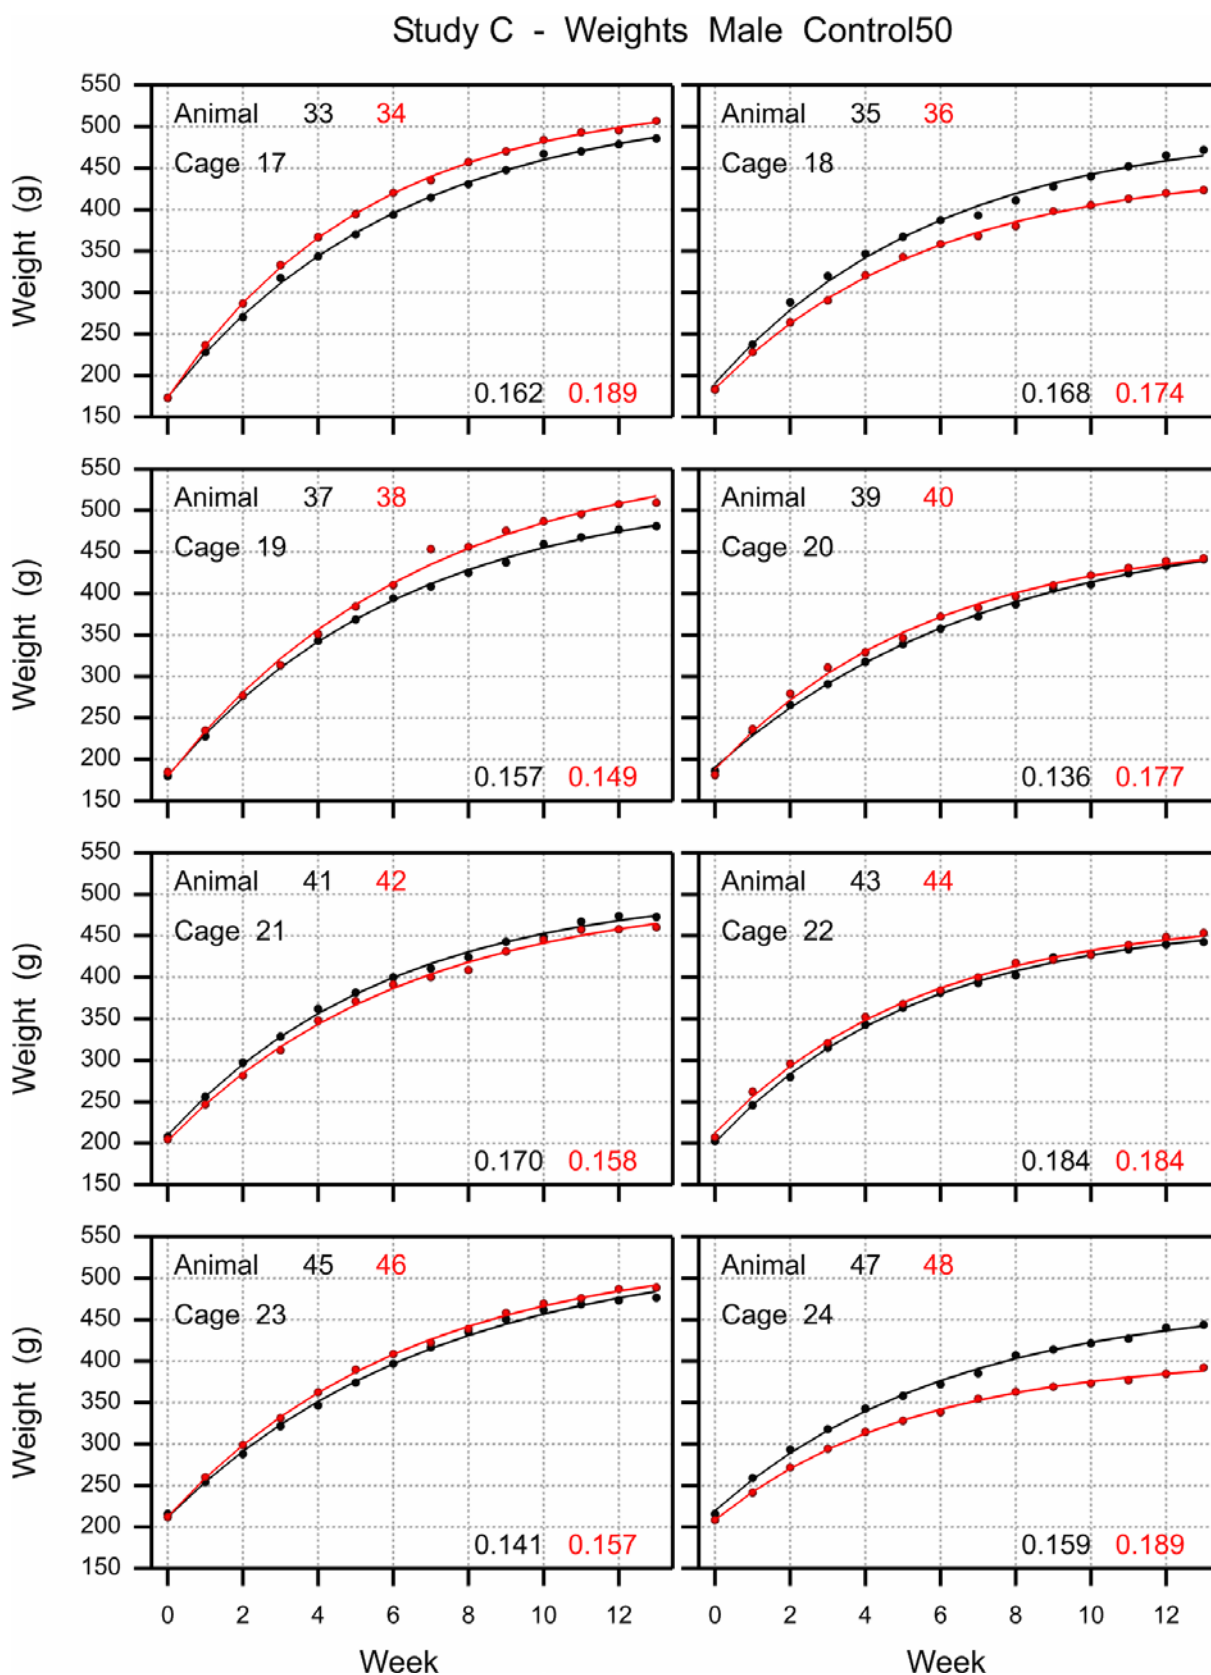 Study C - Weights Male Control50
550
500
450
400
350
300
250
200
150
Weight (g)
Animal 33 34
Cage 17
0.162 0.189
Animal 35 36
Cage 18
0.168 0.174
550
500
450
400
350
300
250
200
150
Weight (g)
Animal 37 38
Cage 19
0.157 0.149
Animal 39 40
Cage 20
0.136 0.177
550
500
450
400
350
300
250
200
150
Weight (g)
Animal 41 42
Cage 21
0.170 0.158
Animal 43 44
Cage 22
0.184 0.184
550
500
450
400
350
300
250
200
150
Weight (g)
Animal 45 46
Cage 23
0.141 0.157
Animal 47 48
Cage 24
0.159 0.189
0 2 4 6 8 10 12
0 2 4 6 8 10 12
Week
Week